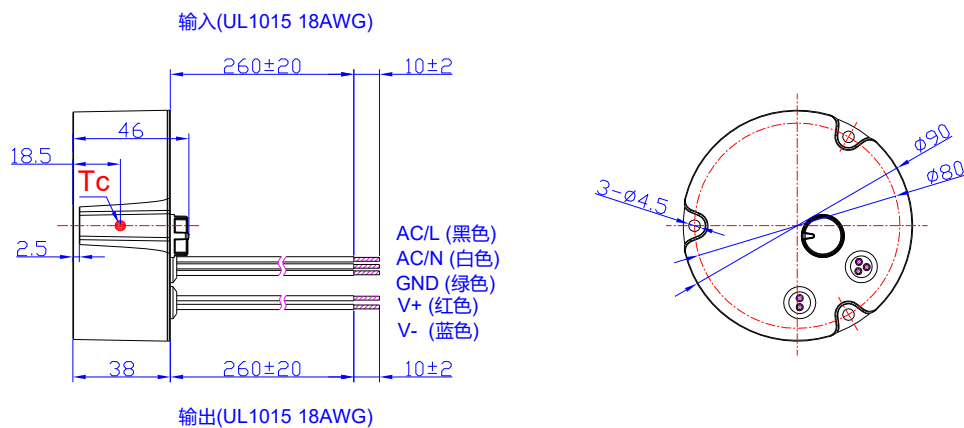 输入(UL1015 18AWG)
260±20
10±2
46
18.5
Tc
2.5
AC/L (黑色)
AC/N (白色)
GND (绿色)
V+ (红色)
V- (蓝色)
38
260±20
10±2
输出(UL1015 18AWG)
ø90
ø80
3-ø4.5